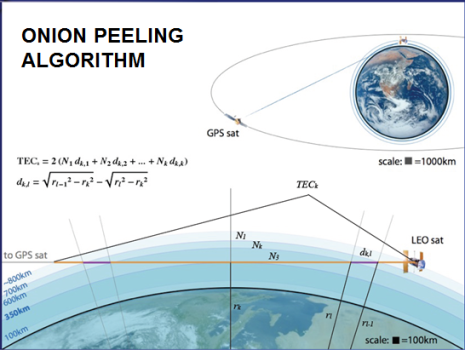 ONION PEELING
ALGORITHM
GPS sat
scale: ■=1000km
TECₛ = 2 (N₁ dₖ,₁ + N₂ dₖ,₂ + ... + Nₖ dₖ,ₖ)
dₖ,ₗ = √(rₗ₋₁² − rₖ²) − √(rₗ² − rₖ²)
TECₖ
LEO sat
Nₗ
Nₖ
dₖ,ₗ
N₃
to GPS sat
~800km
700km
600km
350km
100km
rₖ
rₗ
rₗ₋₁
scale: ■=100km